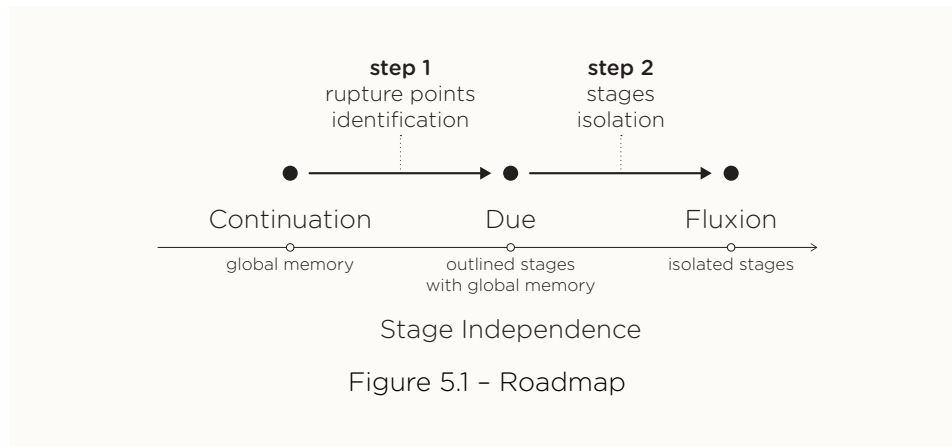 step 1
rupture points
identification
step 2
stages
isolation
Continuation
Due
Fluxion
global memory
outlined stages
with global memory
isolated stages
Stage Independence
Figure 5.1 – Roadmap